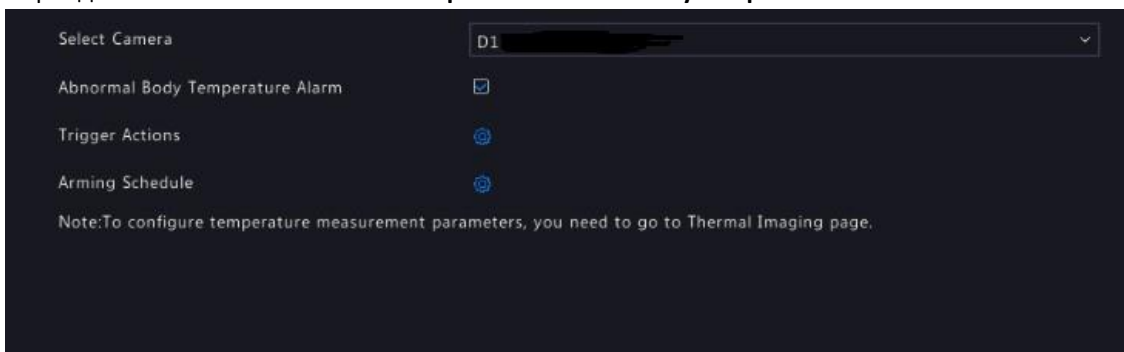 Select Camera
D1
Abnormal Body Temperature Alarm
Trigger Actions
Arming Schedule
Note:To configure temperature measurement parameters, you need to go to Thermal Imaging page.